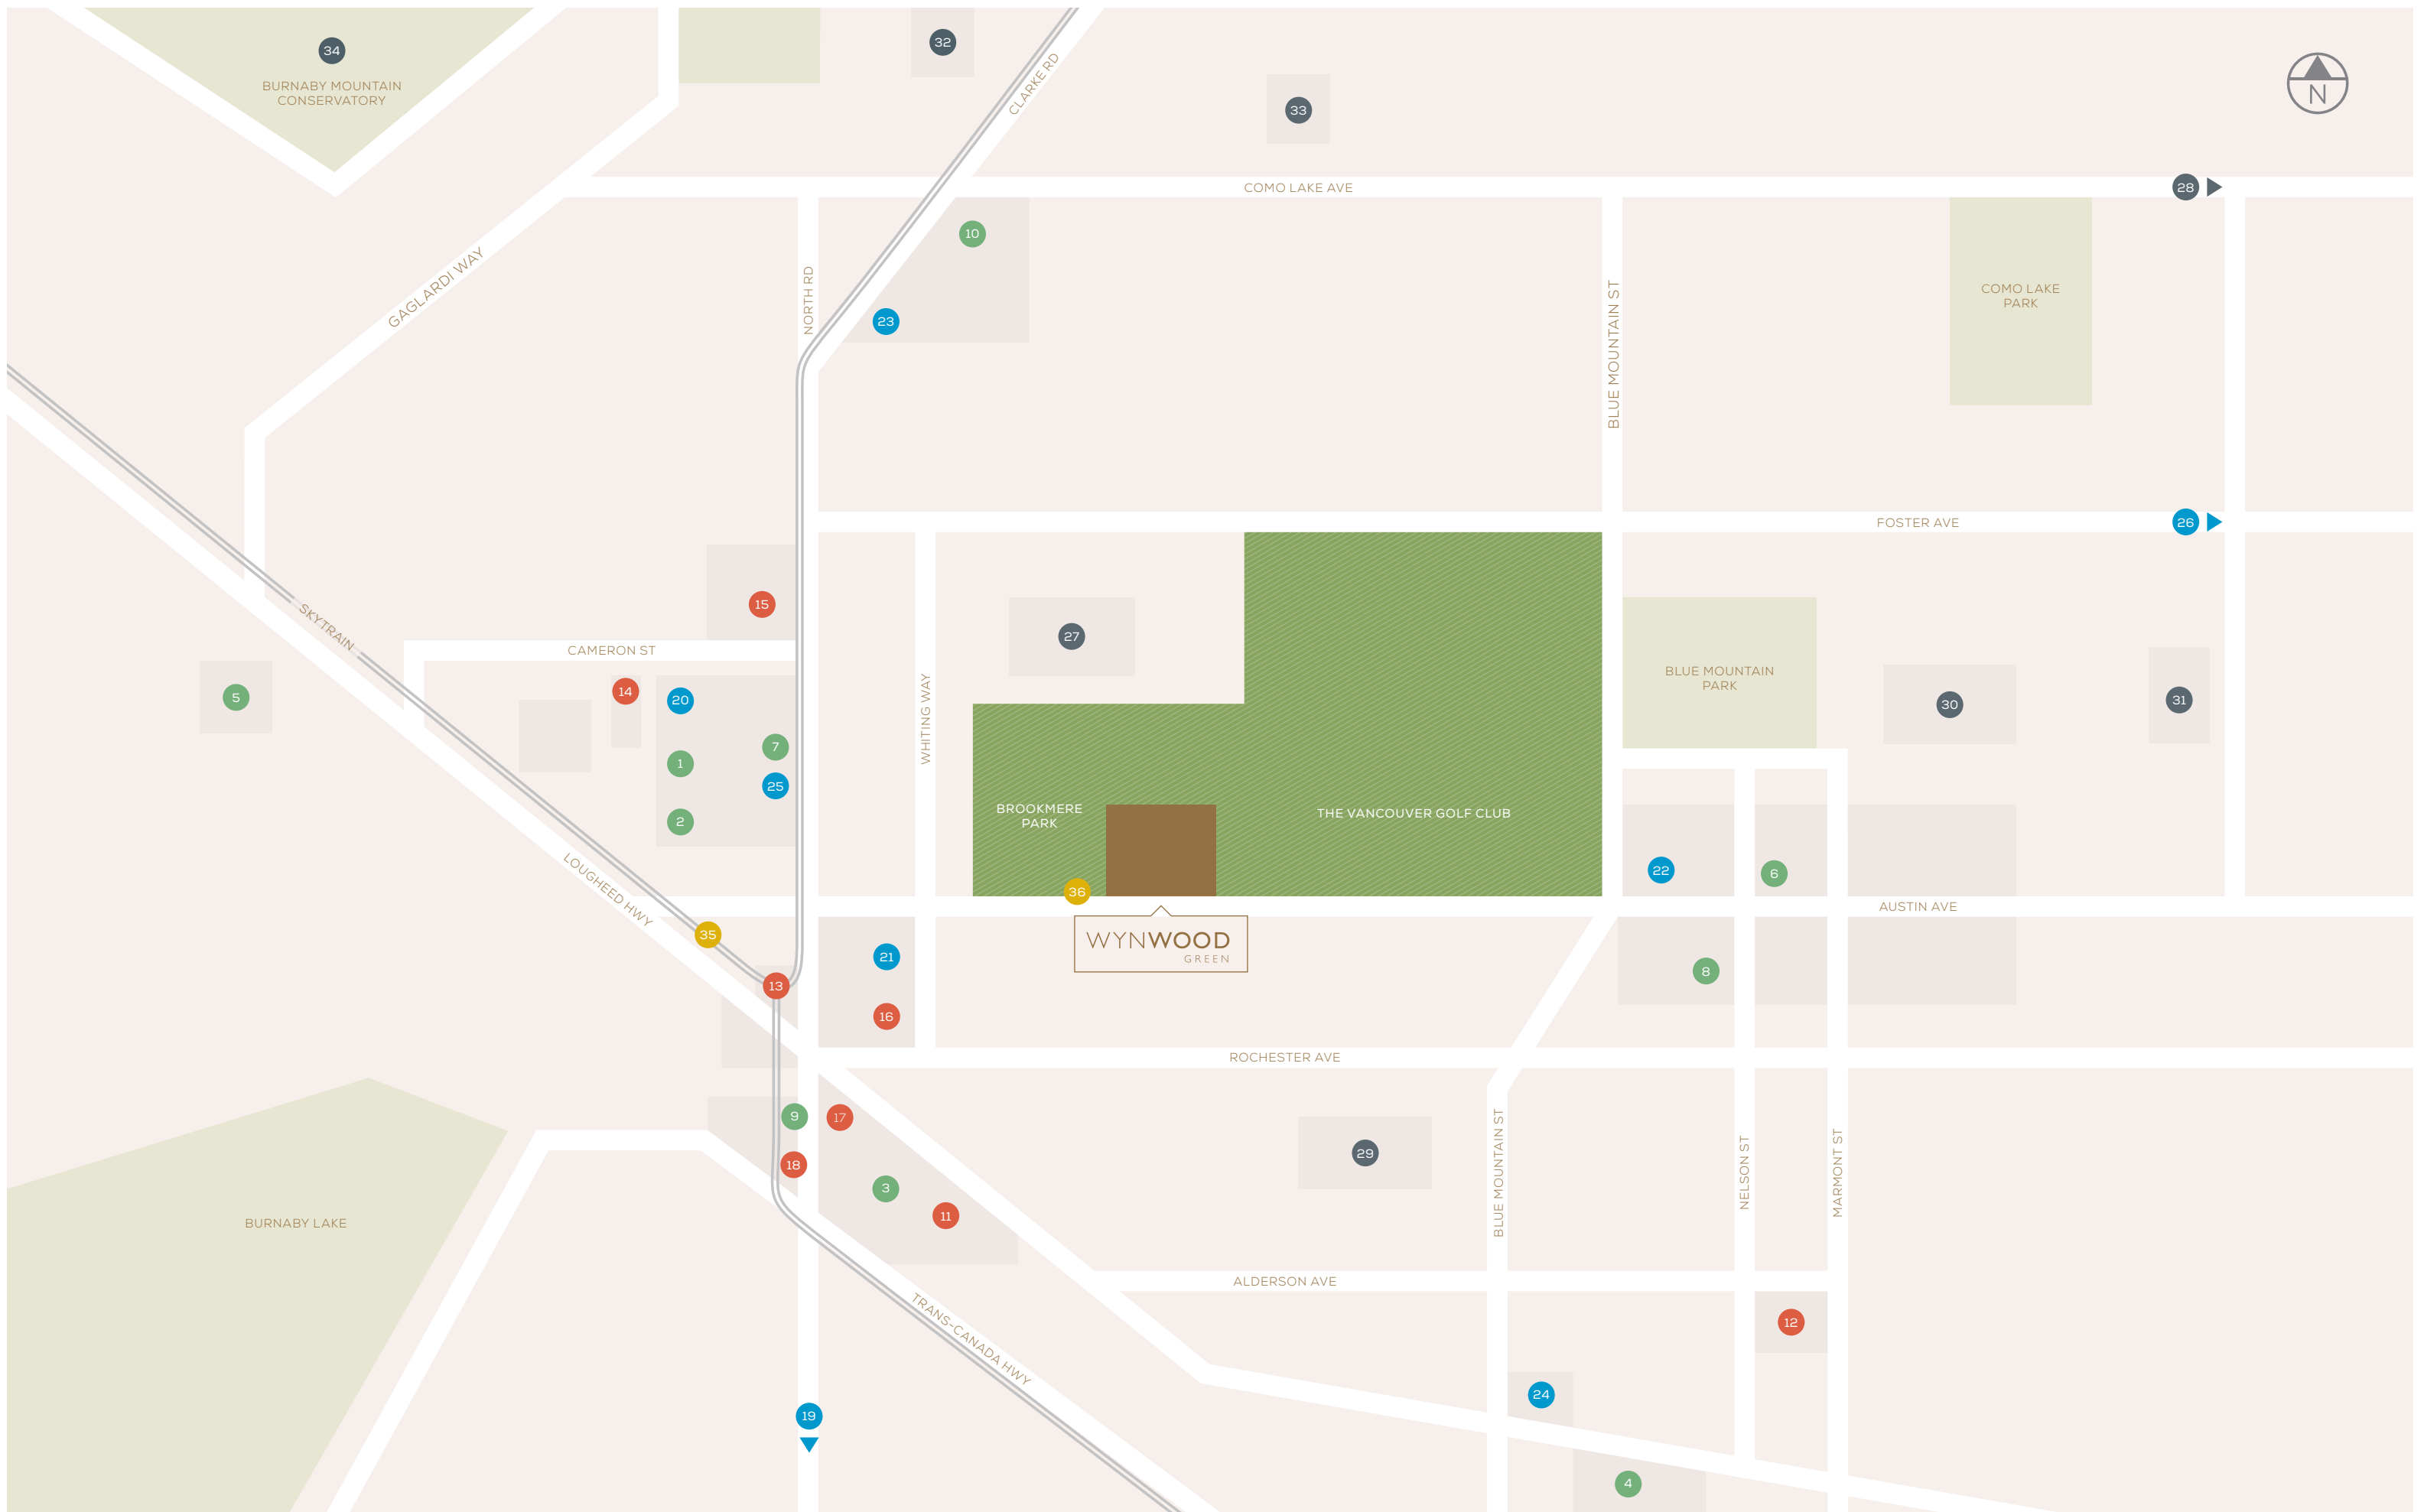 34
BURNABY MOUNTAIN
CONSERVATORY
32
CLARKE RD
33
N
COMO LAKE AVE
28
10
GAGLARDI WAY
NORTH RD
23
BLUE MOUNTAIN ST
COMO LAKE
PARK
FOSTER AVE
26
SKYTRAIN
15
CAMERON ST
27
5
14
20
7
1
25
2
WHITING WAY
BLUE MOUNTAIN
PARK
30
31
BROOKMERE
PARK
THE VANCOUVER GOLF CLUB
LOUGHEED HWY
36
22
6
AUSTIN AVE
35
WYNWOOD
GREEN
21
13
16
8
ROCHESTER AVE
9
17
18
3
11
29
BLUE MOUNTAIN ST
NELSON ST
MARMONT ST
BURNABY LAKE
ALDERSON AVE
TRANS-CANADA HWY
12
24
19
4